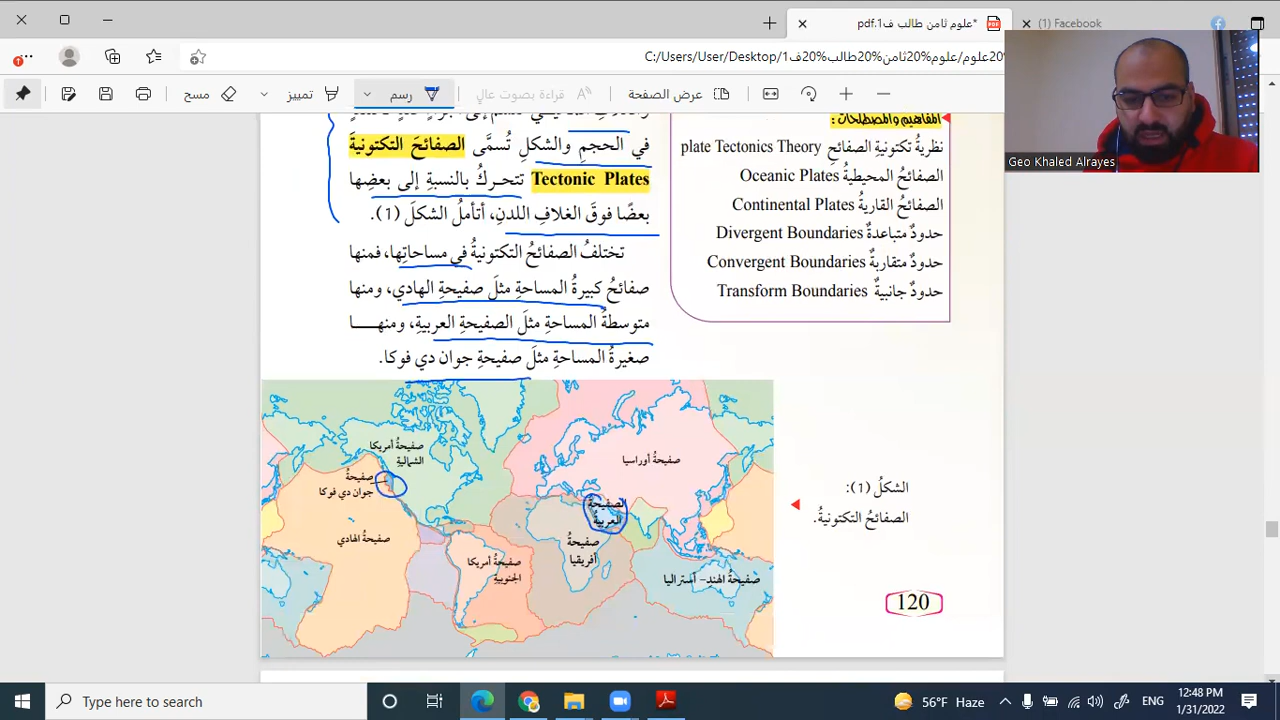 *علوم ثامن طالب ف1.pdf
(1) Facebook
C:/Users/User/Desktop/1علوم/علوم%20ثامن%20طالب%20ف%20
مسح
تمييز
رسم
قراءة بصوت عالٍ
عرض الصفحة
في الحجمِ والشكلِ تُسمَّى الصفائحَ التكتونيةَ
Tectonic Plates تتحركُ بالنسبةِ إلى بعضِها
بعضًا فوقَ الغلافِ اللدنِ، أتأملُ الشكلَ (1).
تختلفُ الصفائحُ التكتونيةُ في مساحاتِها، فمنها
صفائحُ كبيرةُ المساحةِ مثلَ صفيحةِ الهادي، ومنها
متوسطةُ المساحةِ مثلَ الصفيحةِ العربيةِ، ومنهـــا
صغيرةُ المساحةِ مثلَ صفيحةِ جوان دي فوكا.
المفاهيم والمصطلحات:
نظريةُ تكتونيةِ الصفائحِ plate Tectonics Theory
الصفائحُ المحيطيةُ Oceanic Plates
الصفائحُ القاريةُ Continental Plates
حدودٌ متباعدةٌ Divergent Boundaries
حدودٌ متقاربةٌ Convergent Boundaries
حدودٌ جانبيةٌ Transform Boundaries
Geo Khaled Alrayes
صفيحةُ أمريكا
الشماليةِ
صفيحةُ
جوان دي فوكا
صفيحةُ الهادي
صفيحةُ أمريكا
الجنوبيةِ
صفيحةُ أوراسيا
الصفيحةُ
العربيةُ
صفيحةُ
أفريقيا
صفيحةُ الهندِ- أستراليا
الشكلُ (1):
الصفائحُ التكتونيةُ.
120
Type here to search
56°F Haze
ENG
12:48 PM
1/31/2022